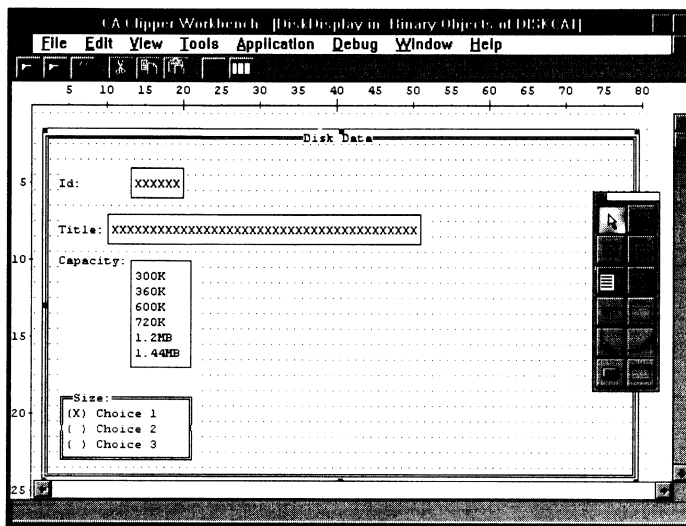 CA Clipper Workbench - [DiskDisplay in Binary Objects of DISKCAT]
File Edit View Tools Application Debug Window Help
5 10 15 20 25 30 35 40 45 50 55 60 65 70 75 80
Disk Data
5
Id: XXXXXX
Title: XXXXXXXXXXXXXXXXXXXXXXXXXXXXXXXXXXXXXXXX
10
Capacity:
300K
360K
600K
720K
15
1.2MB
1.44MB
Size:
20
(X) Choice 1
( ) Choice 2
( ) Choice 3
25